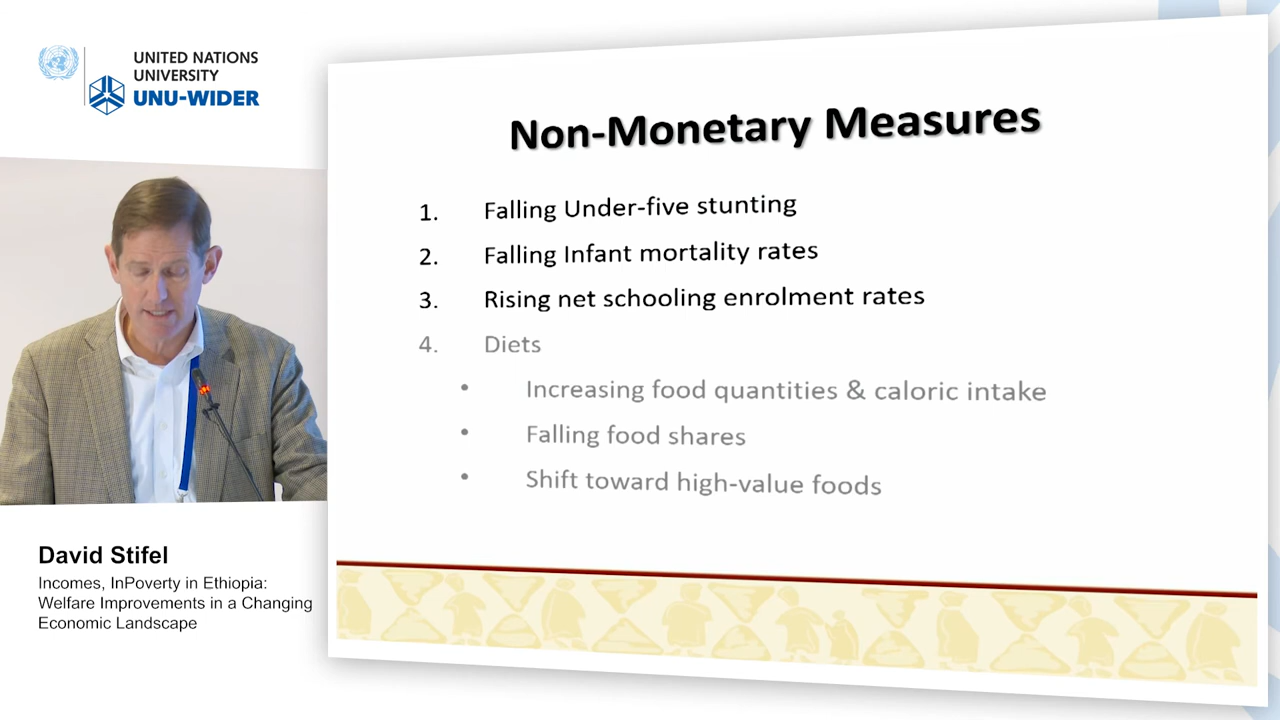 UNITED NATIONS
UNIVERSITY
UNU-WIDER
David Stifel
Incomes, InPoverty in Ethiopia:
Welfare Improvements in a Changing
Economic Landscape
Non-Monetary Measures
1. Falling Under-five stunting
2. Falling Infant mortality rates
3. Rising net schooling enrolment rates
4. Diets
• Increasing food quantities & caloric intake
• Falling food shares
• Shift toward high-value foods